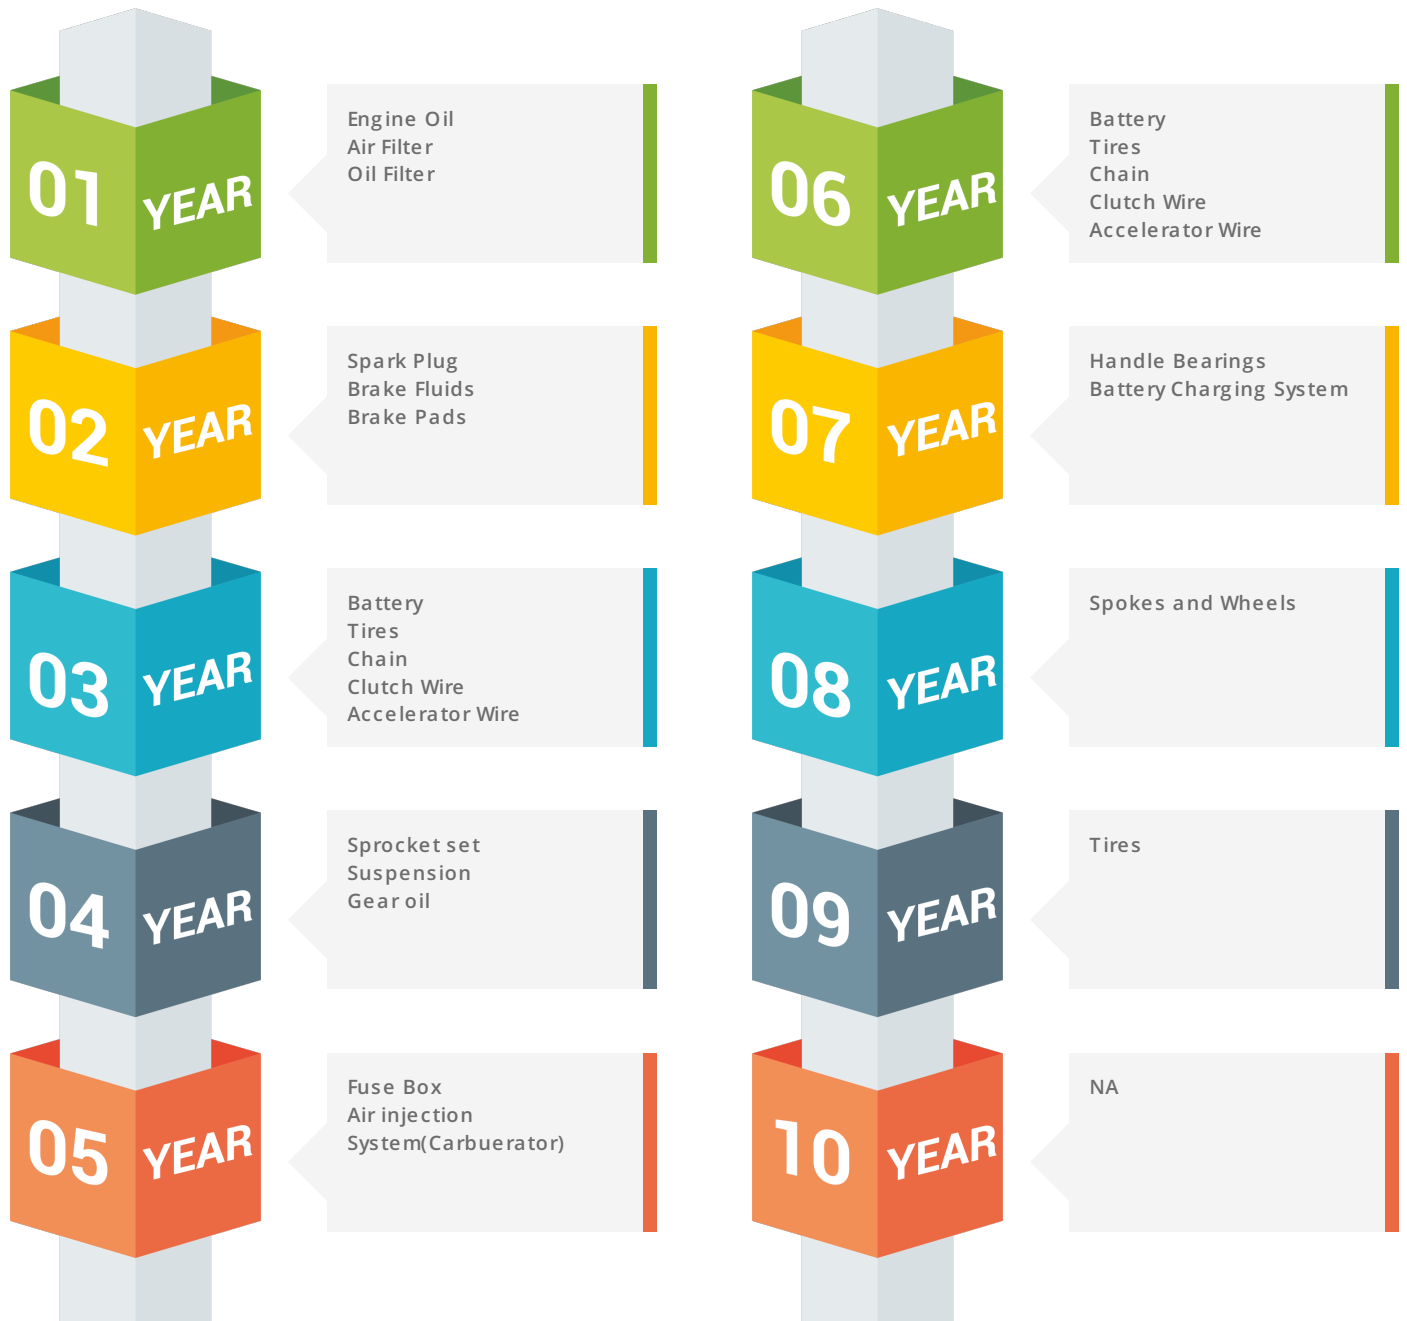 01 YEAR
Engine Oil
Air Filter
Oil Filter
02 YEAR
Spark Plug
Brake Fluids
Brake Pads
03 YEAR
Battery
Tires
Chain
Clutch Wire
Accelerator Wire
04 YEAR
Sprocket set
Suspension
Gear oil
05 YEAR
Fuse Box
Air injection
System(Carbuerator)
06 YEAR
Battery
Tires
Chain
Clutch Wire
Accelerator Wire
07 YEAR
Handle Bearings
Battery Charging System
08 YEAR
Spokes and Wheels
09 YEAR
Tires
10 YEAR
NA